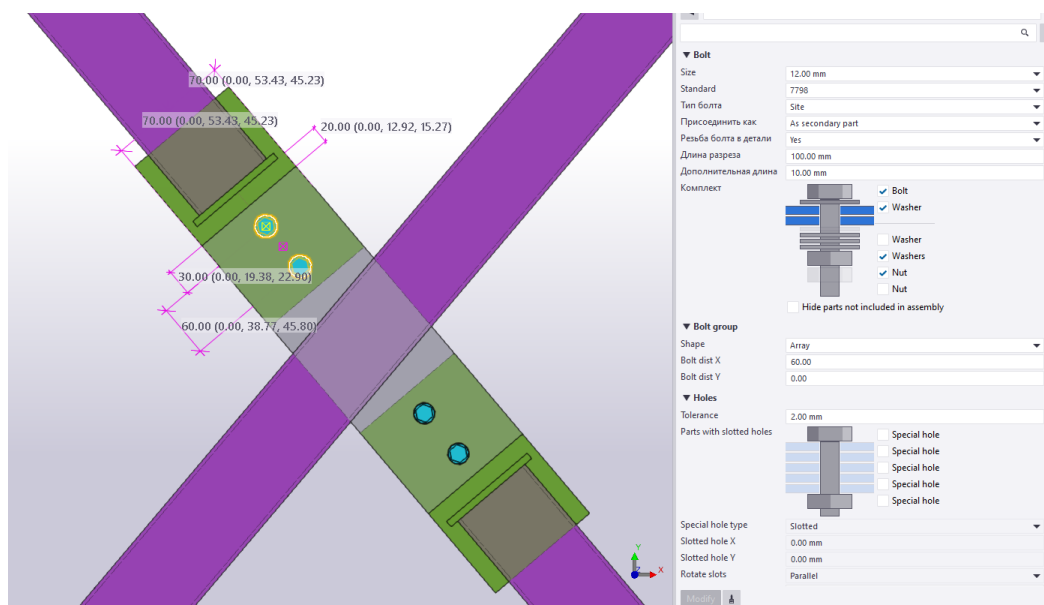 70.00 (0.00, 53.43, 45.23)
70.00 (0.00, 53.43, 45.23)
20.00 (0.00, 12.92, 15.27)
30.00 (0.00, 19.38, 22.90)
60.00 (0.00, 38.77, 45.80)
Y
Z
X
Bolt
Size 12.00 mm
Standard 7798
Тип болта Site
Присоединить как As secondary part
Резьба болта в детали Yes
Длина разреза 100.00 mm
Дополнительная длина 10.00 mm
Комплект
Bolt
Washer
Washer
Washers
Nut
Nut
Hide parts not included in assembly
Bolt group
Shape Array
Bolt dist X 60.00
Bolt dist Y 0.00
Holes
Tolerance 2.00 mm
Parts with slotted holes
Special hole
Special hole
Special hole
Special hole
Special hole
Special hole type Slotted
Slotted hole X 0.00 mm
Slotted hole Y 0.00 mm
Rotate slots Parallel
Modify